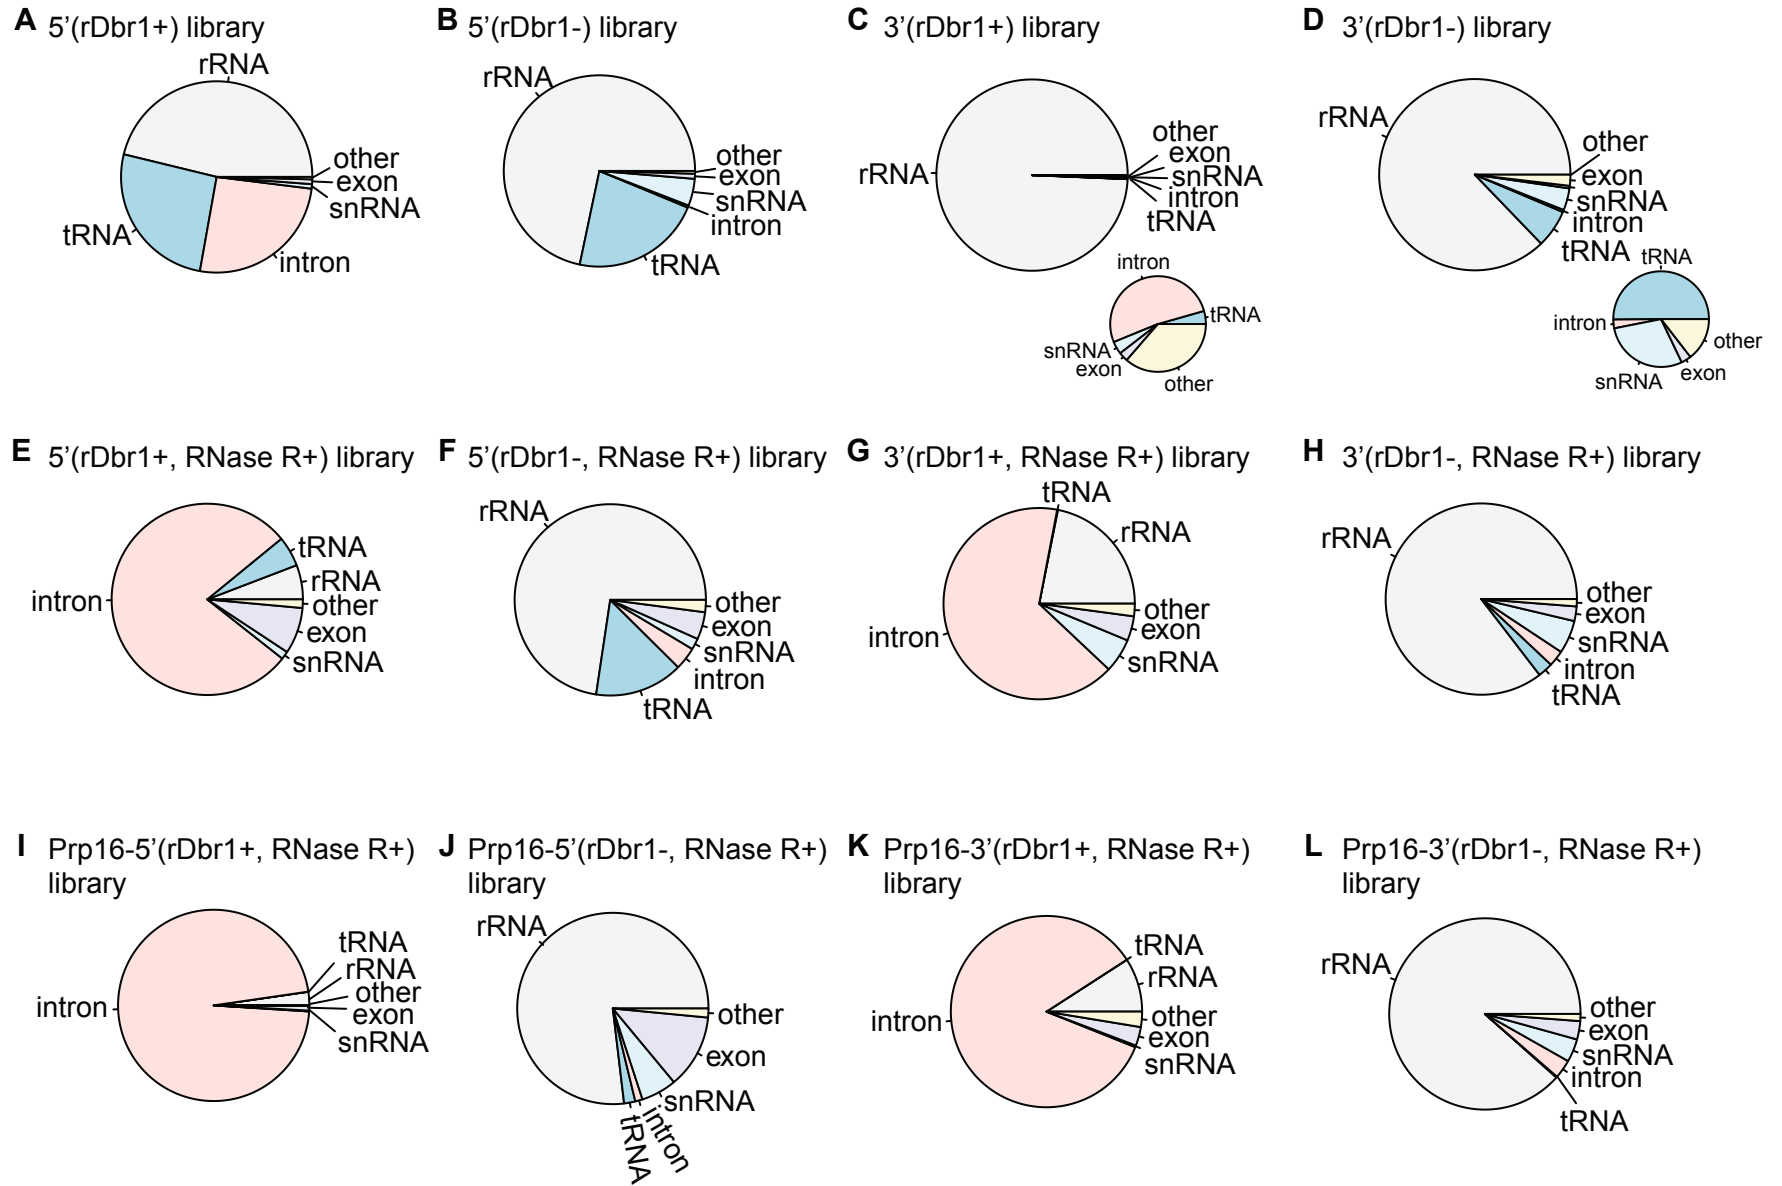 A 5’(rDbr1+) library
rRNA
other
exon
snRNA
intron
tRNA
B 5’(rDbr1-) library
rRNA
other
exon
snRNA
intron
tRNA
C 3’(rDbr1+) library
rRNA
other
exon
snRNA
intron
tRNA
intron
tRNA
snRNA
exon
other
D 3’(rDbr1-) library
rRNA
other
exon
snRNA
intron
tRNA
tRNA
intron
other
snRNA
exon
E 5’(rDbr1+, RNase R+) library
tRNA
rRNA
intron
other
exon
snRNA
F 5’(rDbr1-, RNase R+) library
rRNA
other
exon
snRNA
intron
tRNA
G 3’(rDbr1+, RNase R+) library
tRNA
rRNA
intron
other
exon
snRNA
H 3’(rDbr1-, RNase R+) library
rRNA
other
exon
snRNA
intron
tRNA
I Prp16-5’(rDbr1+, RNase R+)
library
tRNA
rRNA
other
intron
exon
snRNA
J Prp16-5’(rDbr1-, RNase R+)
library
rRNA
other
exon
snRNA
intron
tRNA
K Prp16-3’(rDbr1+, RNase R+)
library
tRNA
rRNA
intron
other
exon
snRNA
L Prp16-3’(rDbr1-, RNase R+)
library
rRNA
other
exon
snRNA
intron
tRNA